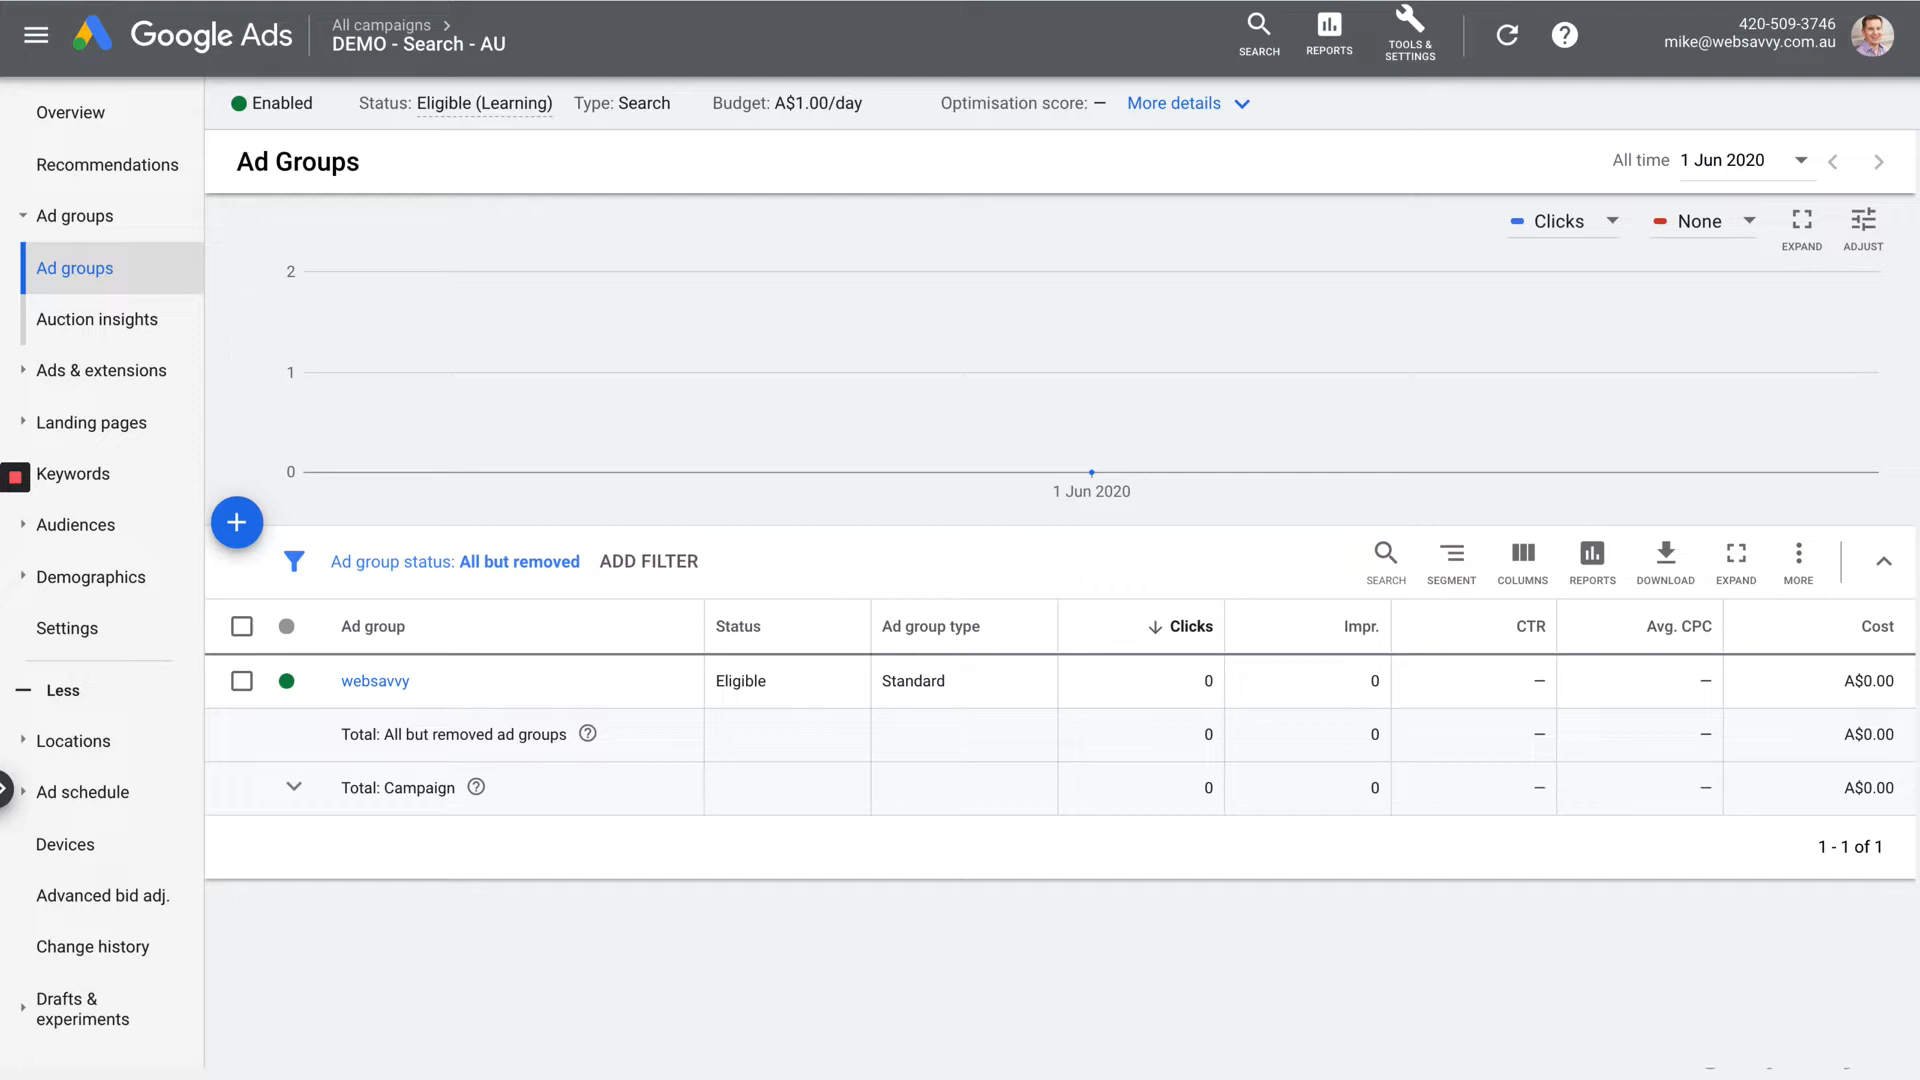 Google Ads
All campaigns
DEMO - Search - AU
SEARCH
REPORTS
TOOLS & SETTINGS
420-509-3746
mike@websavvy.com.au
Overview
Recommendations
Ad groups
Ad groups
Auction insights
Ads & extensions
Landing pages
Keywords
Audiences
Demographics
Settings
Less
Locations
Ad schedule
Devices
Advanced bid adj.
Change history
Drafts &
experiments
Enabled Status: Eligible (Learning) Type: Search Budget: A$1.00/day Optimisation score: — More details
Ad Groups
All time 1 Jun 2020
Clicks None EXPAND ADJUST
2
1
0
1 Jun 2020
Ad group status: All but removed ADD FILTER
SEARCH SEGMENT COLUMNS REPORTS DOWNLOAD EXPAND MORE
Ad group Status Ad group type Clicks Impr. CTR Avg. CPC Cost
websavvy Eligible Standard 0 0 — — A$0.00
Total: All but removed ad groups 0 0 — — A$0.00
Total: Campaign 0 0 — — A$0.00
1 - 1 of 1